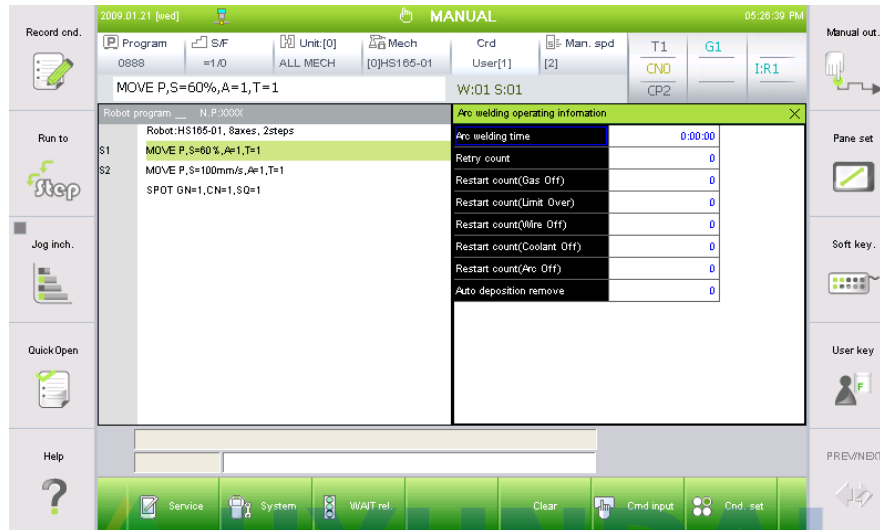 2009.01.21 [wed] MANUAL 05:26:39 PM
Record cnd.
Run to
Step
Jog inch.
Quick Open
Help
P Program S/F Unit:[0] Mech Crd Man. spd
0888 =1/0 ALL MECH [0]HS165-01 User[1] [2]
T1 G1
CN0 I:R1
CP2
MOVE P,S=60%,A=1,T=1 W:01 S:01
Robot program __ N.P:XXXX
Robot:HS165-01, 8axes, 2steps
S1 MOVE P,S=60%,A=1,T=1
S2 MOVE P,S=100mm/s,A=1,T=1
SPOT GN=1,CN=1,SQ=1
Arc welding operating infomation
Arc welding time 0:00:00
Retry count 0
Restart count(Gas Off) 0
Restart count(Limit Over) 0
Restart count(Wire Off) 0
Restart count(Coolant Off) 0
Restart count(Arc Off) 0
Auto deposition remove 0
Manual out.
Pane set
Soft key.
User key
F
PREV/NEX
Service System WAIT rel. Clear Cmd input Cnd. set